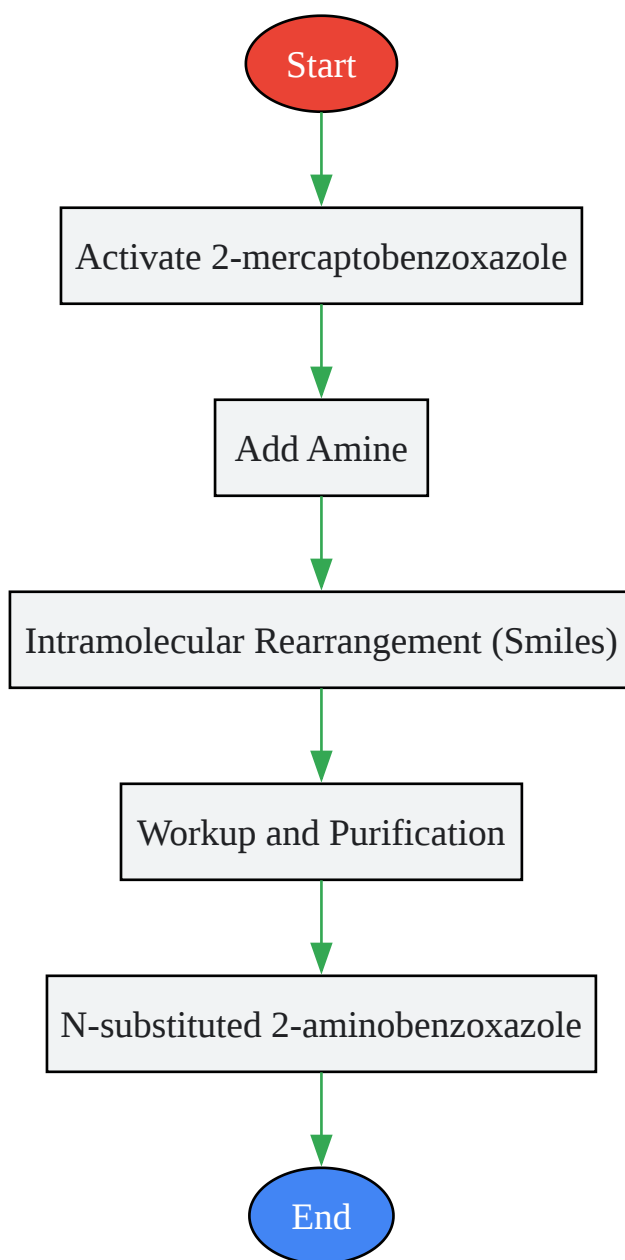 Start
Activate 2-mercaptobenzoxazole
Add Amine
Intramolecular Rearrangement (Smiles)
Workup and Purification
N-substituted 2-aminobenzoxazole
End